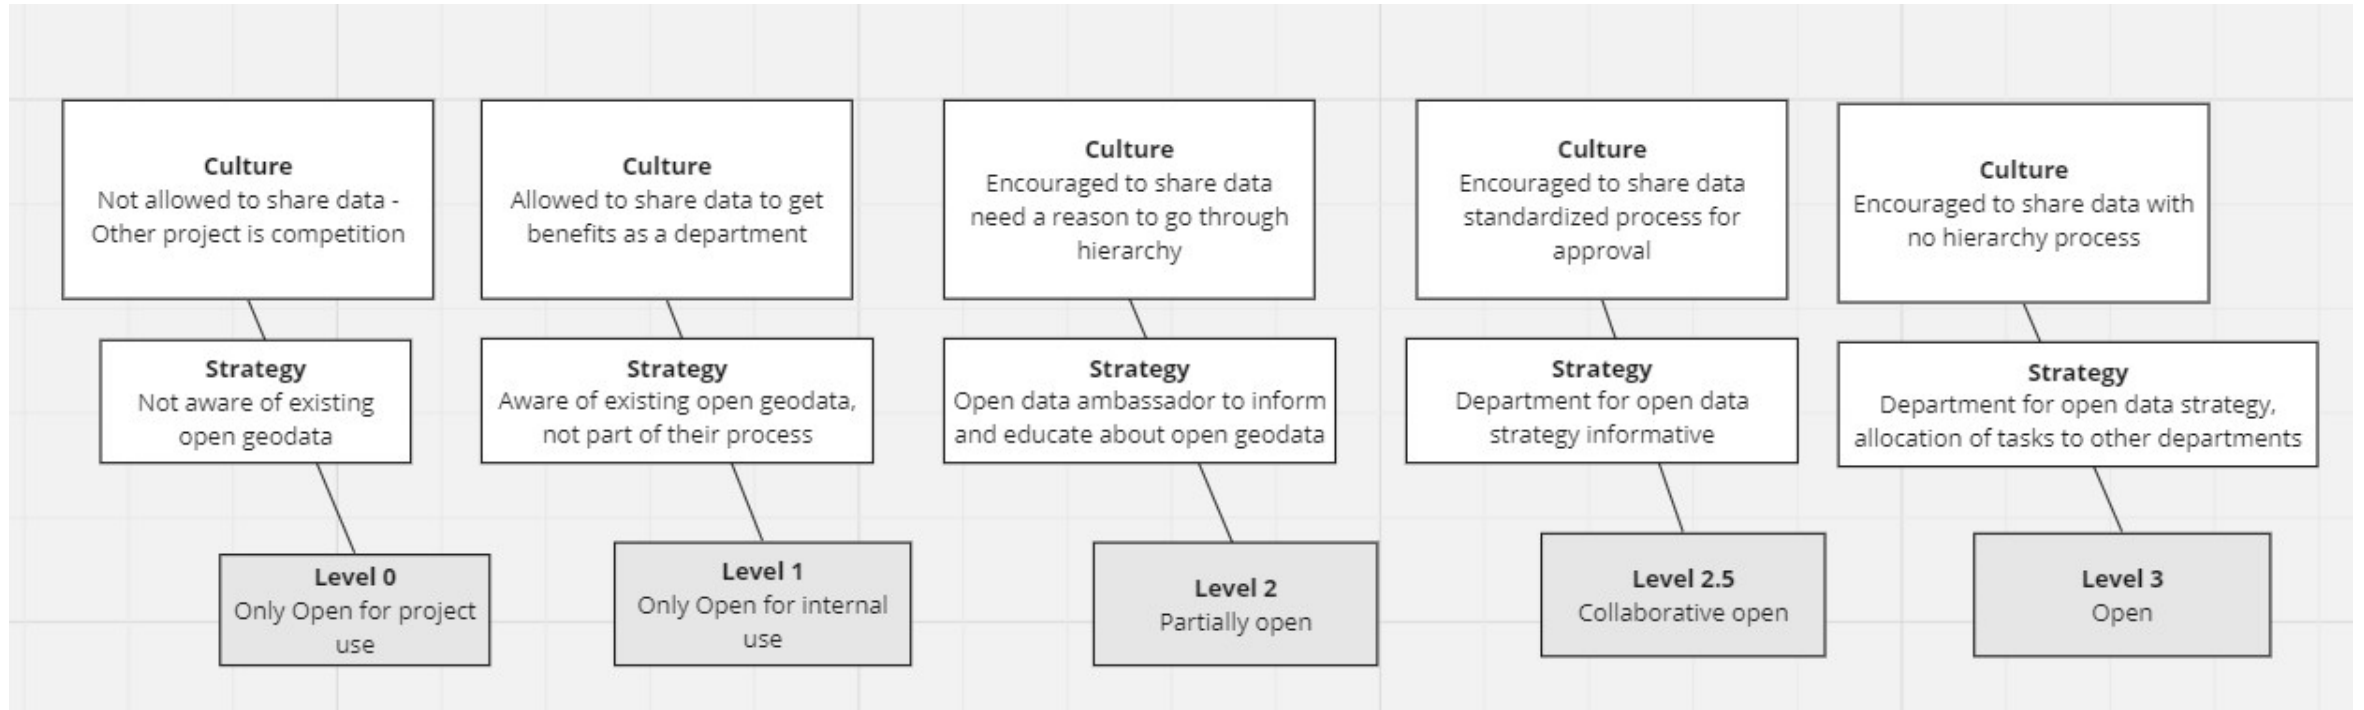 Culture
Not allowed to share data -
Other project is competition
Culture
Allowed to share data to get
benefits as a department
Culture
Encouraged to share data
need a reason to go through
hierarchy
Culture
Encouraged to share data
standardized process for
approval
Culture
Encouraged to share data with
no hierarchy process
Strategy
Not aware of existing
open geodata
Strategy
Aware of existing open geodata,
not part of their process
Strategy
Open data ambassador to inform
and educate about open geodata
Strategy
Department for open data
strategy informative
Strategy
Department for open data strategy,
allocation of tasks to other departments
Level 0
Only Open for project
use
Level 1
Only Open for internal
use
Level 2
Partially open
Level 2.5
Collaborative open
Level 3
Open